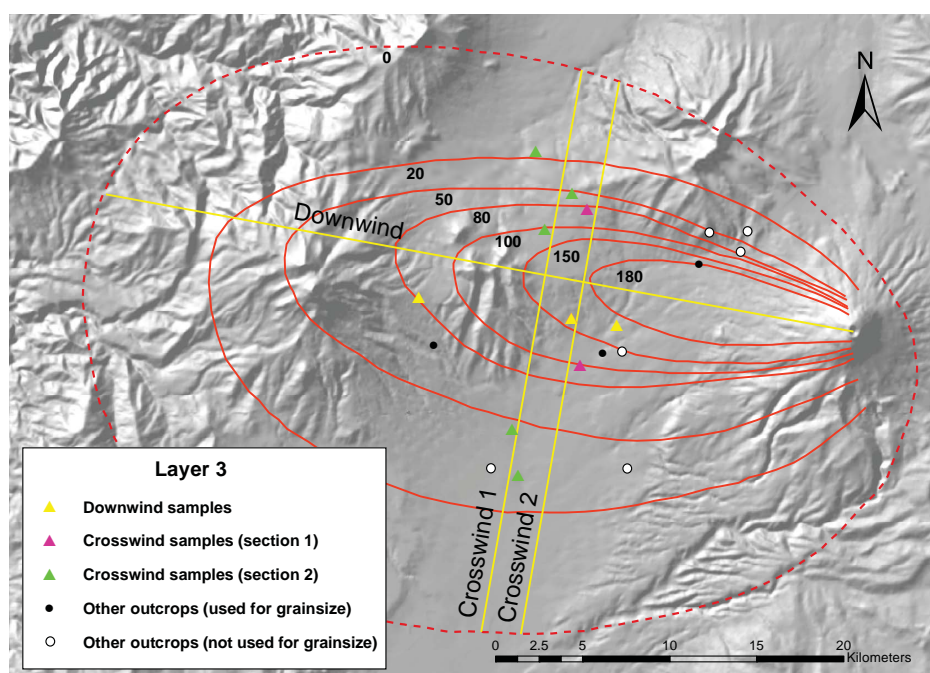 0
N
20
50
Downwind
80
100
150
180
Layer 3
Downwind samples
Crosswind samples (section 1)
Crosswind samples (section 2)
Other outcrops (used for grainsize)
Other outcrops (not used for grainsize)
Crosswind 1
Crosswind 2
0 2.5 5 10 15 20
Kilometers